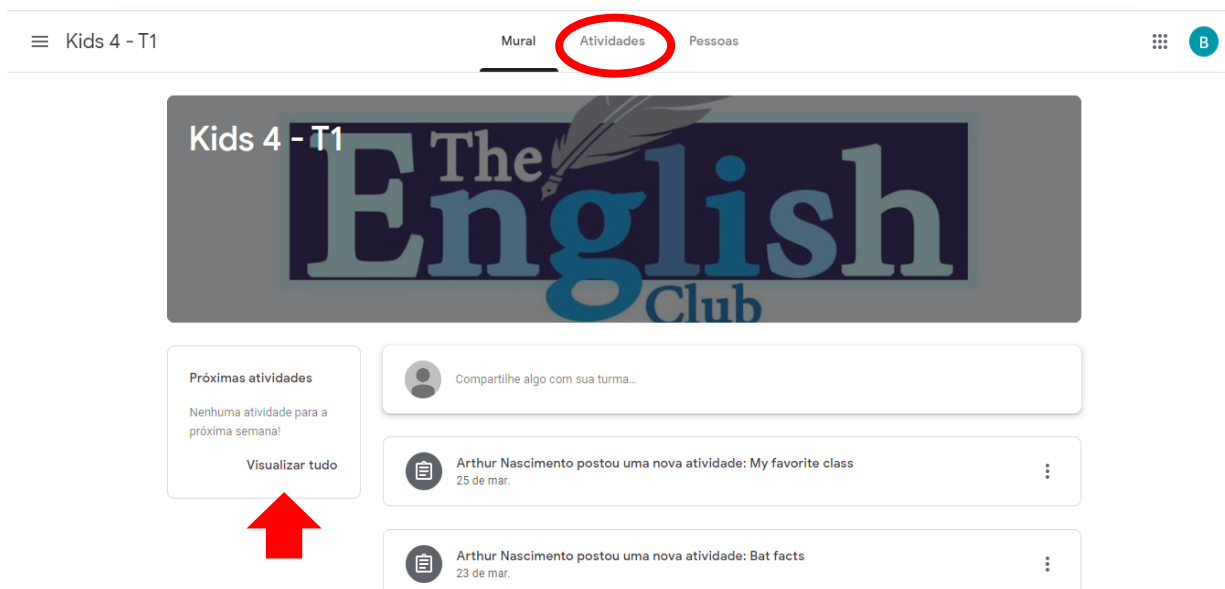 Kids 4 - T1
Mural Atividades Pessoas
B
Kids 4 - T1
The
English
Club
Próximas atividades
Nenhuma atividade para a
próxima semana!
Visualizar tudo
Compartilhe algo com sua turma...
Arthur Nascimento postou uma nova atividade: My favorite class
25 de mar.
Arthur Nascimento postou uma nova atividade: Bat facts
23 de mar.